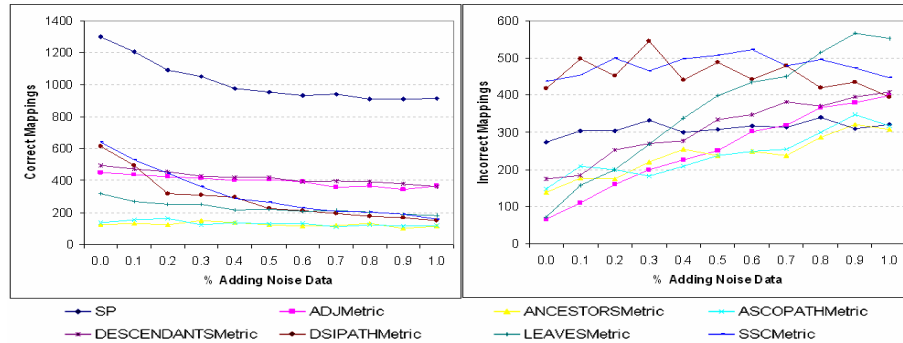 Correct Mappings
1400
1200
1000
800
600
400
200
0
0.0 0.1 0.2 0.3 0.4 0.5 0.6 0.7 0.8 0.9 1.0
% Adding Noise Data
Incorrect Mappings
600
500
400
300
200
100
0
0.0 0.1 0.2 0.3 0.4 0.5 0.6 0.7 0.8 0.9 1.0
% Adding Noise Data
SP ADJMetric ANCESTORSMetric ASCOPATHMetric
DESCENDANTSMetric DSIPATHMetric LEAVESMetric SSCMetric